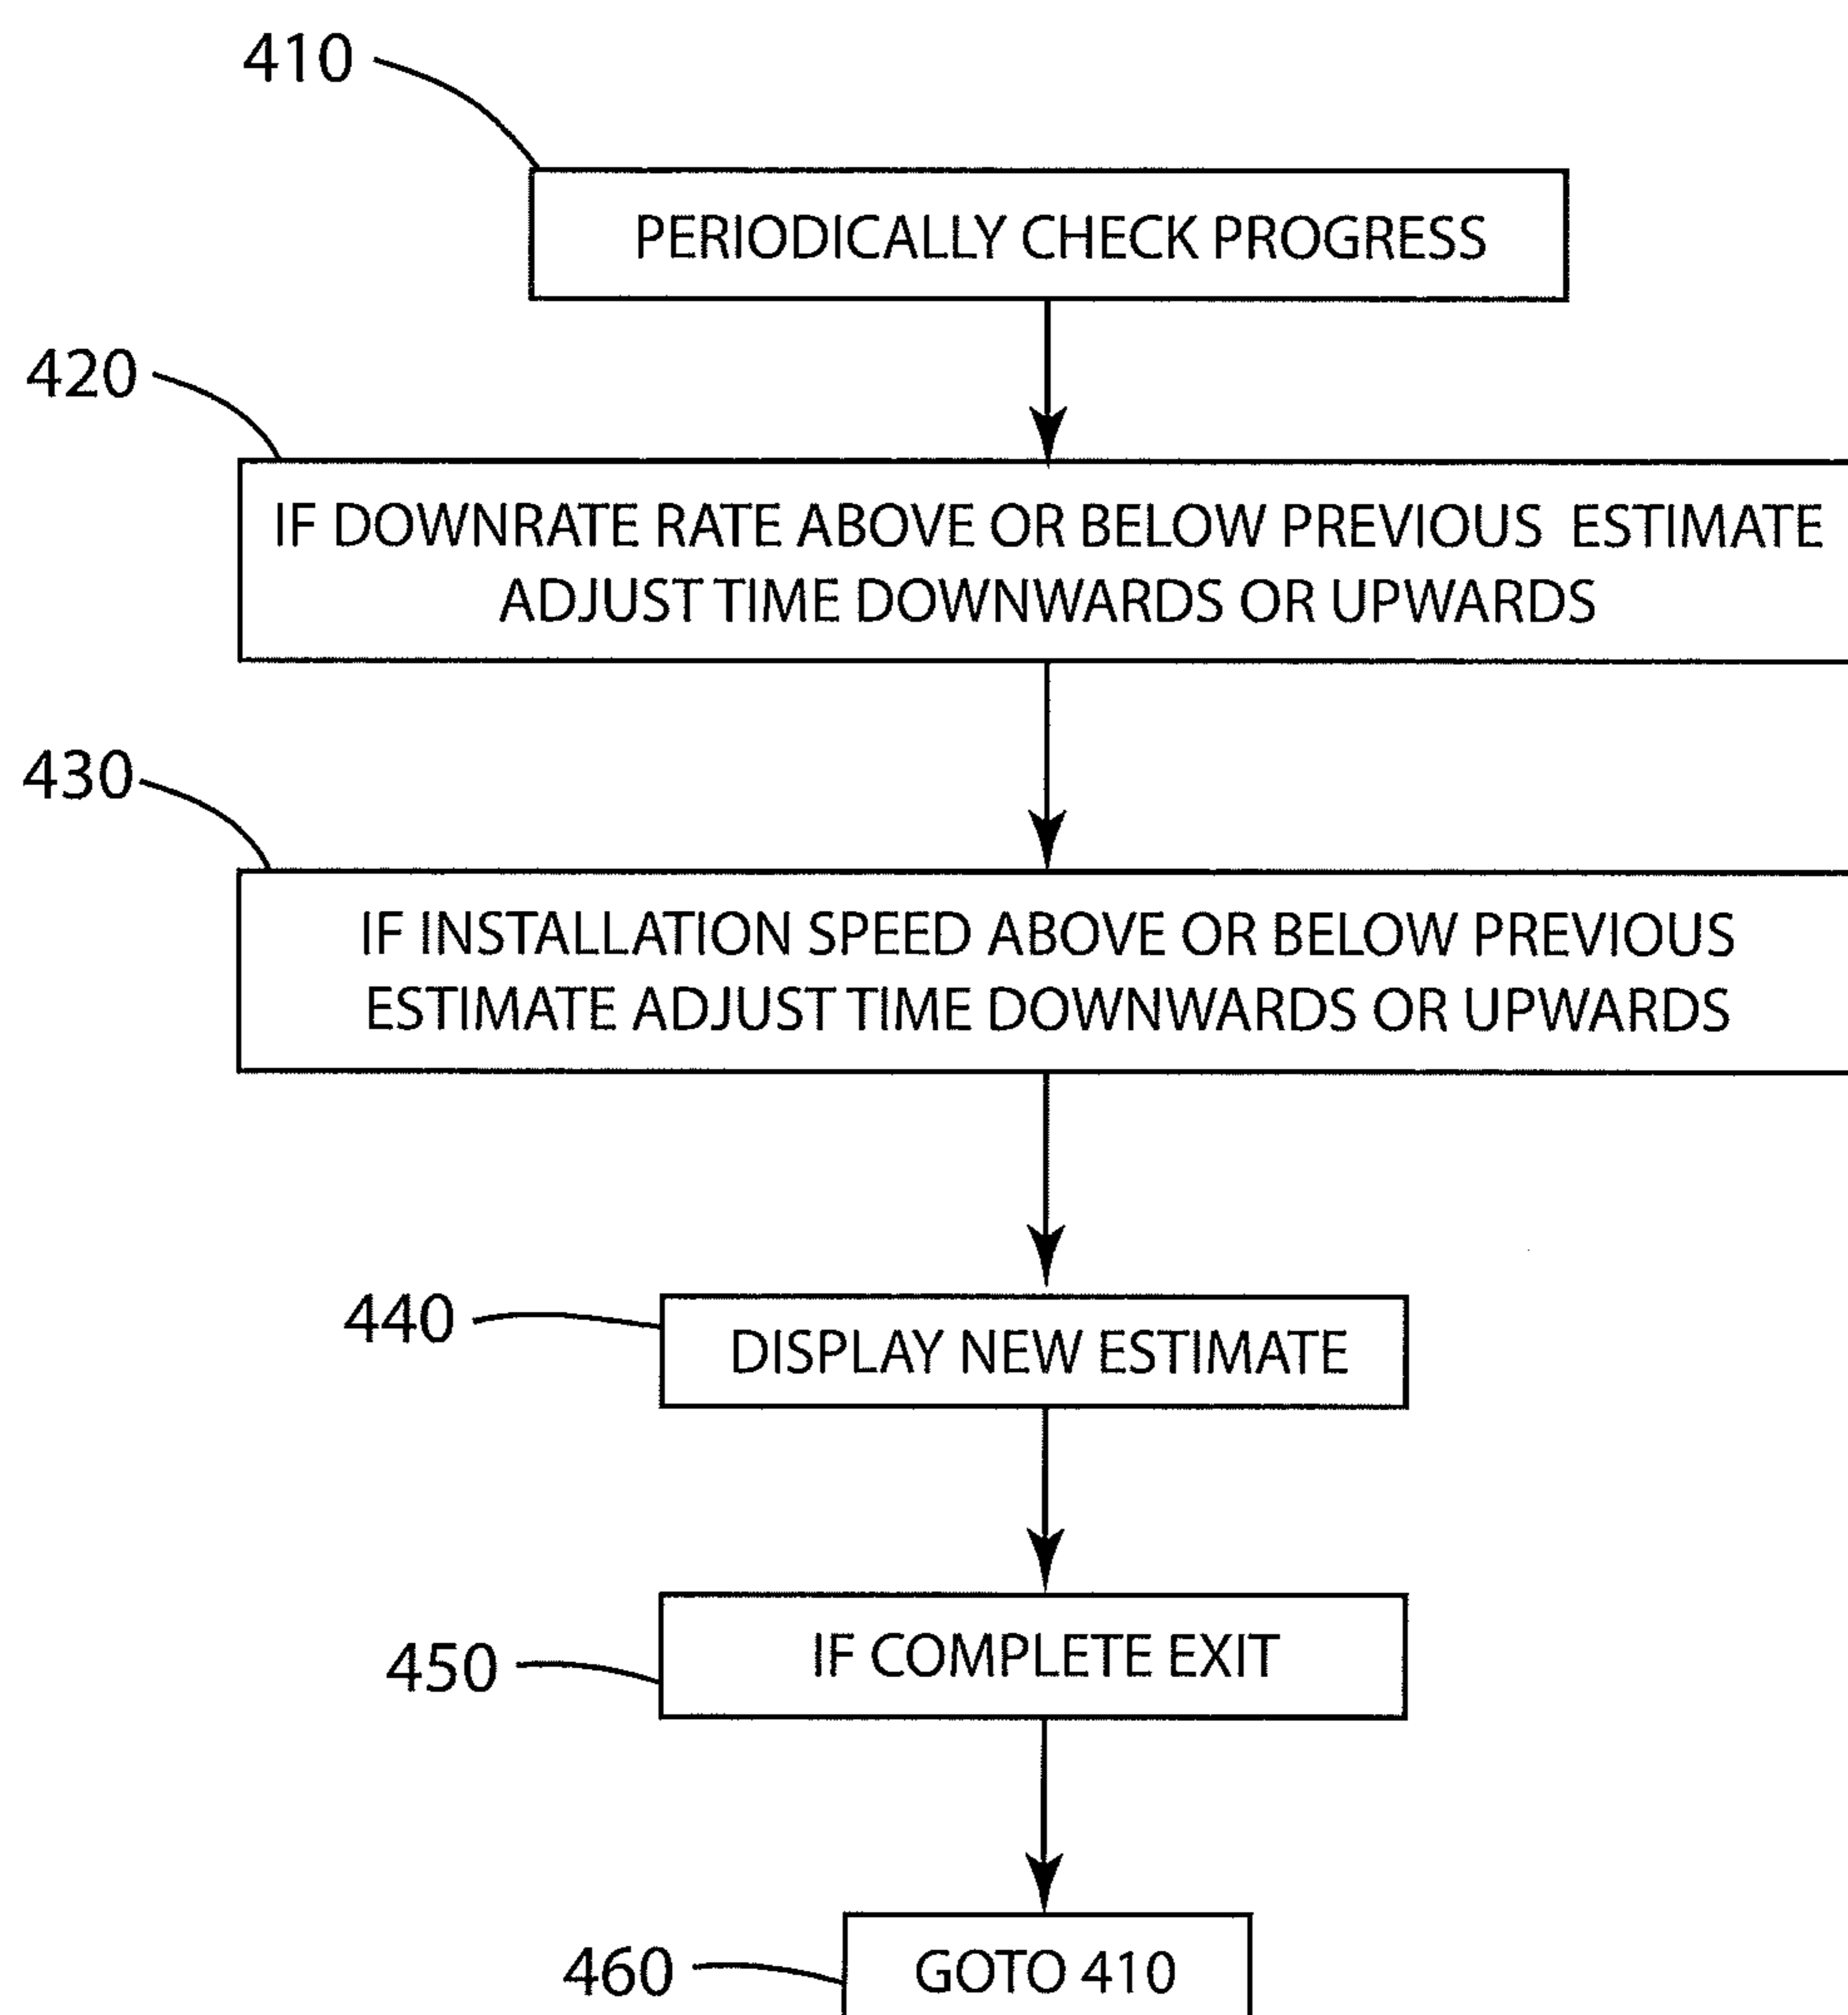 410
PERIODICALLY CHECK PROGRESS
420
IF DOWNRATE RATE ABOVE OR BELOW PREVIOUS ESTIMATE
ADJUST TIME DOWNWARDS OR UPWARDS
430
IF INSTALLATION SPEED ABOVE OR BELOW PREVIOUS
ESTIMATE ADJUST TIME DOWNWARDS OR UPWARDS
440
DISPLAY NEW ESTIMATE
450
IF COMPLETE EXIT
460
GOTO 410